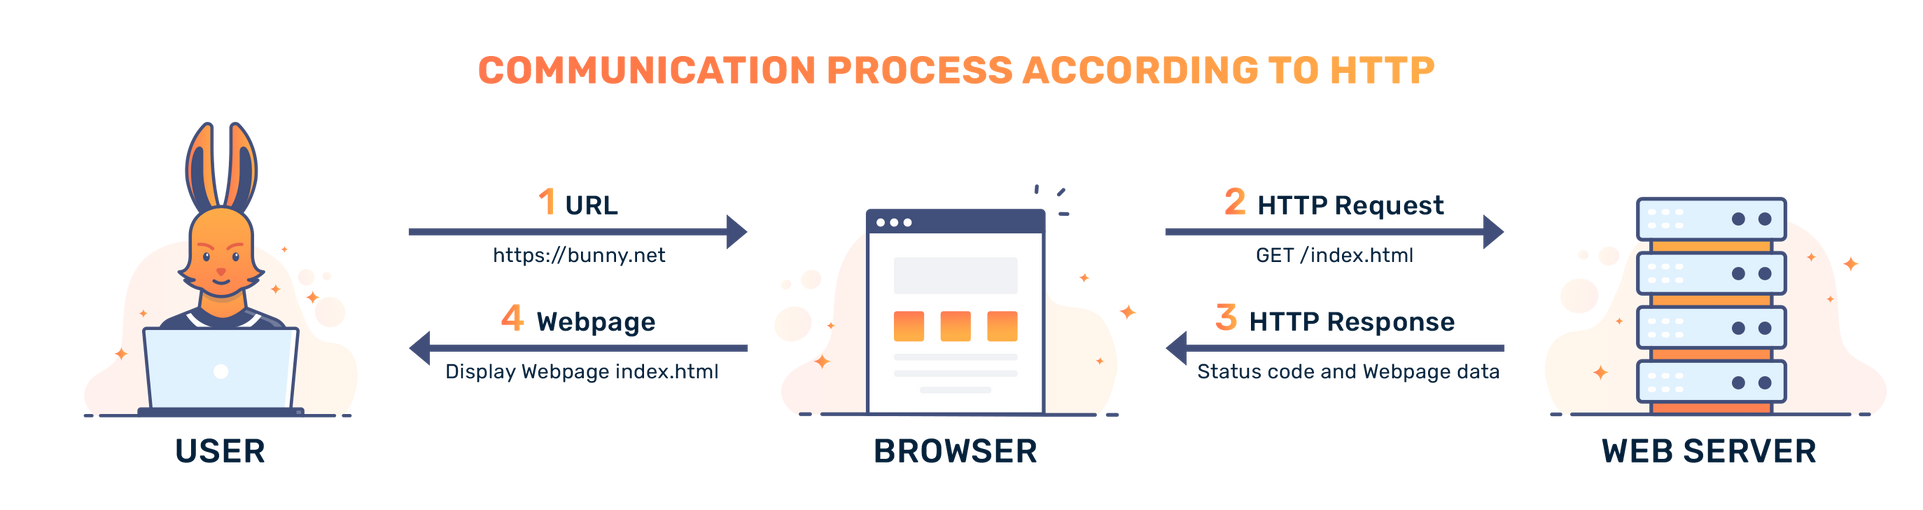 COMMUNICATION PROCESS ACCORDING TO HTTP
1 URL
https://bunny.net
4 Webpage
Display Webpage index.html
2 HTTP Request
GET /index.html
3 HTTP Response
Status code and Webpage data
USER
BROWSER
WEB SERVER